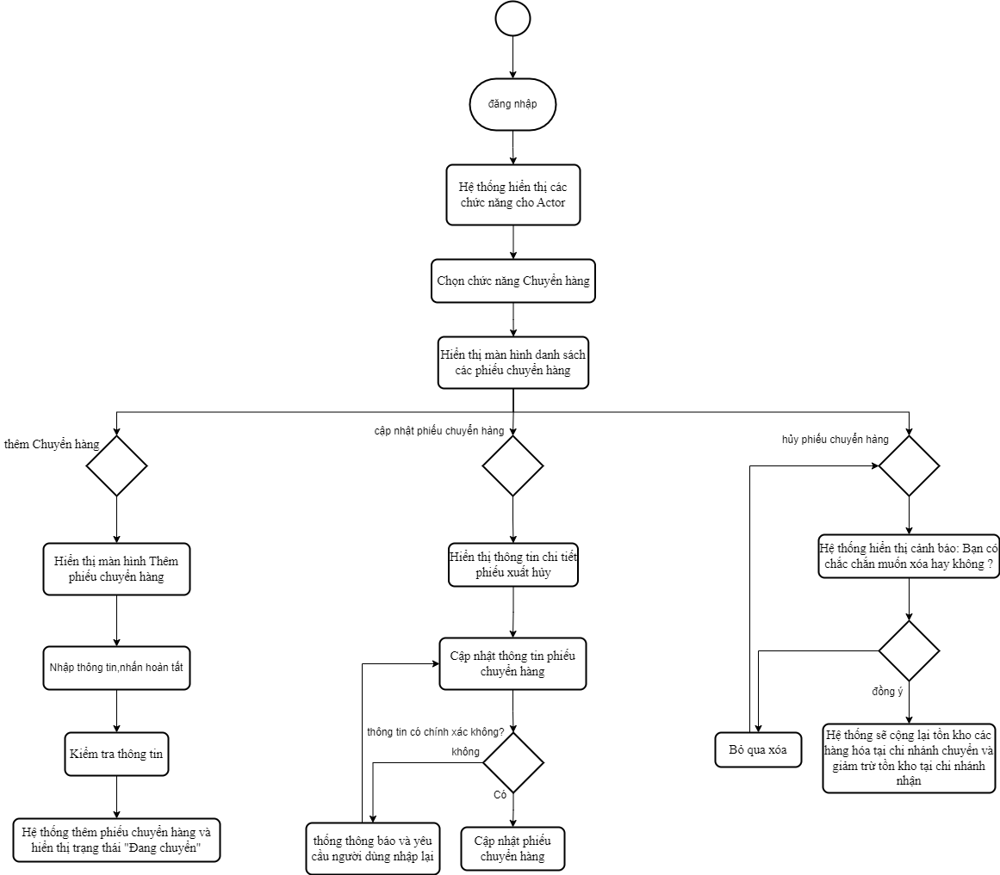 đăng nhập
Hệ thống hiển thị các
chức năng cho Actor
Chọn chức năng Chuyển hàng
Hiển thị màn hình danh sách
các phiếu chuyển hàng
thêm Chuyển hàng
Hiển thị màn hình Thêm
phiếu chuyển hàng
Nhập thông tin,nhấn hoàn tất
Kiểm tra thông tin
Hệ thống thêm phiếu chuyển hàng và
hiển thị trạng thái "Đang chuyển"
cập nhật phiếu chuyển hàng
Hiển thị thông tin chi tiết
phiếu xuất hủy
Cập nhật thông tin phiếu
chuyển hàng
thông tin có chính xác không?
không
Có
thống thông báo và yêu
cầu người dùng nhập lại
Cập nhật phiếu
chuyển hàng
hủy phiếu chuyển hàng
Hệ thống hiển thị cảnh báo: Bạn có
chắc chắn muốn xóa hay không ?
đồng ý
Bỏ qua xóa
Hệ thống sẽ cộng lại tồn kho các
hàng hóa tại chi nhánh chuyển và
giảm trừ tồn kho tại chi nhánh
nhận